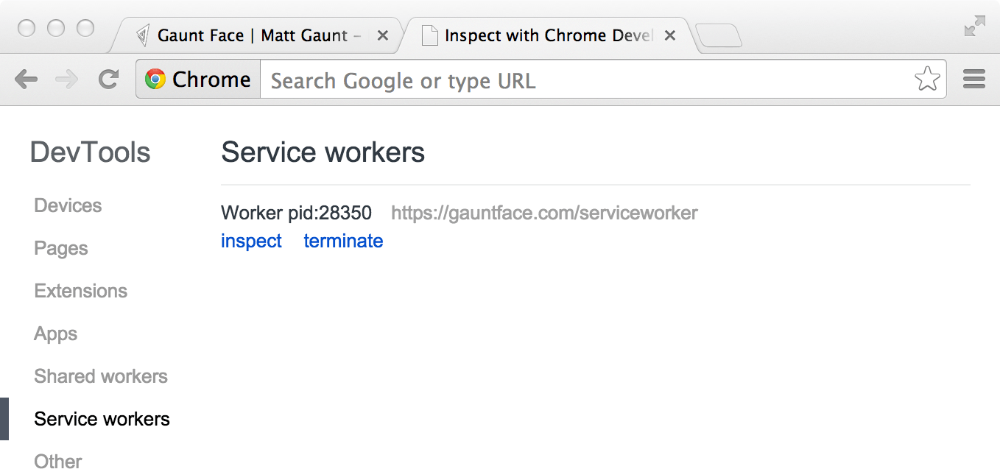 Gaunt Face | Matt Gaunt –
Inspect with Chrome Devel
Chrome
Search Google or type URL
DevTools
Devices
Pages
Extensions
Apps
Shared workers
Service workers
Other
Service workers
Worker pid:28350 https://gauntface.com/serviceworker
inspect terminate